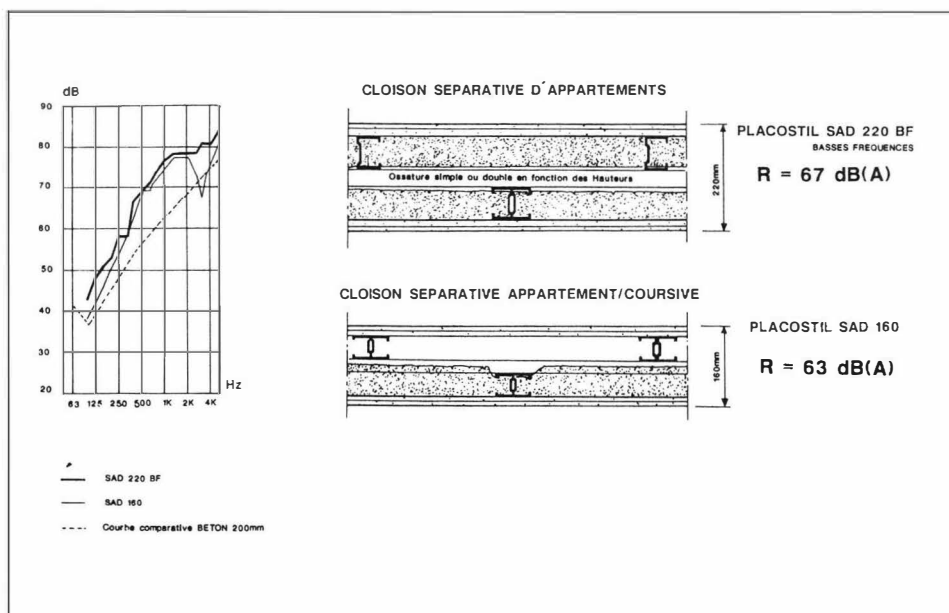 dB
90
80
70
60
50
40
30
20
Hz
63 125 250 500 1K 2K 4K
SAD 220 BF
SAD 160
Courbe comparative BETON 200mm
CLOISON SEPARATIVE D'APPARTEMENTS
Ossature simple ou double en fonction des Hauteurs
220mm
PLACOSTIL SAD 220 BF
BASSES FREQUENCES
R = 67 dB(A)
CLOISON SEPARATIVE APPARTEMENT/COURSIVE
160mm
PLACOSTIL SAD 160
R = 63 dB(A)